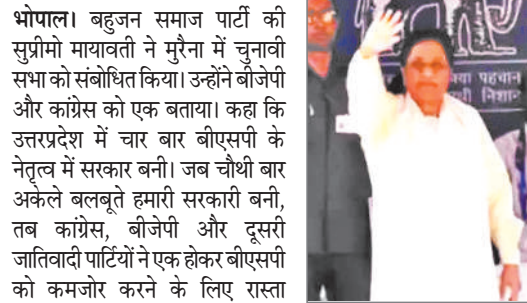 भोपाल। बहुजन समाज पार्टी की
सुप्रीमो मायावती ने मुरैना में चुनावी
सभा को संबोधित किया। उन्होंने बीजेपी
और कांग्रेस को एक बताया। कहा कि
उत्तरप्रदेश में चार बार बीएसपी के
नेतृत्व में सरकार बनी। जब चौथी बार
अकेले बलबूते हमारी सरकारी बनी,
तब कांग्रेस, बीजेपी और दूसरी
जातिवादी पार्टियों ने एक होकर बीएसपी
को कमजोर करने के लिए रास्ता
पहचान
निशान